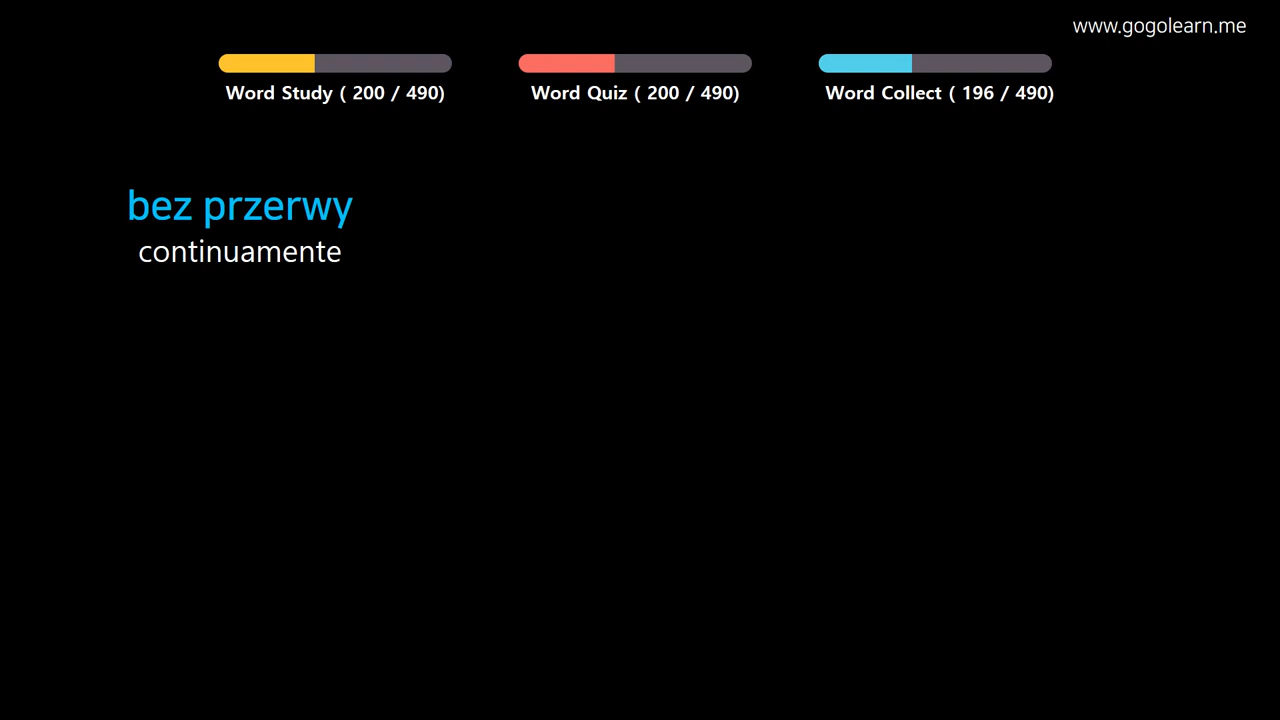 www.gogolearn.me
Word Study ( 200 / 490)
Word Quiz ( 200 / 490)
Word Collect ( 196 / 490)
bez przerwy
continuamente